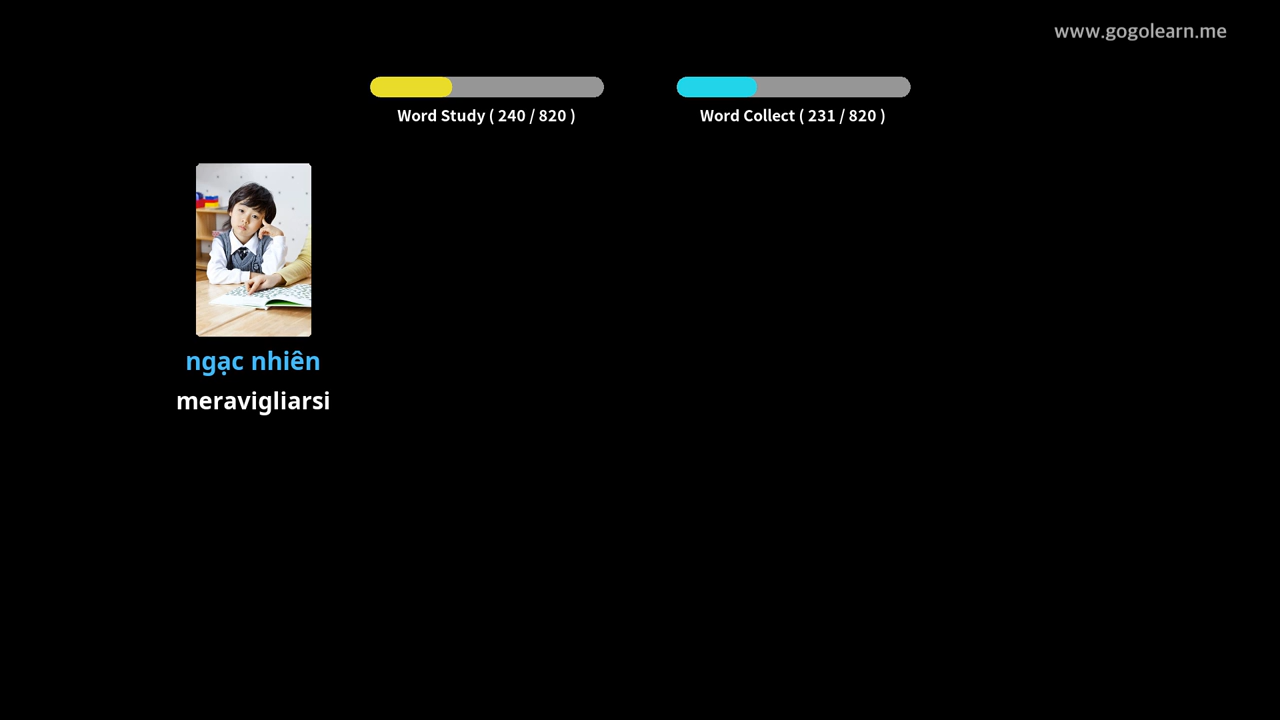 www.gogolearn.me
Word Study ( 240 / 820 )
Word Collect ( 231 / 820 )
ngạc nhiên
meravigliarsi